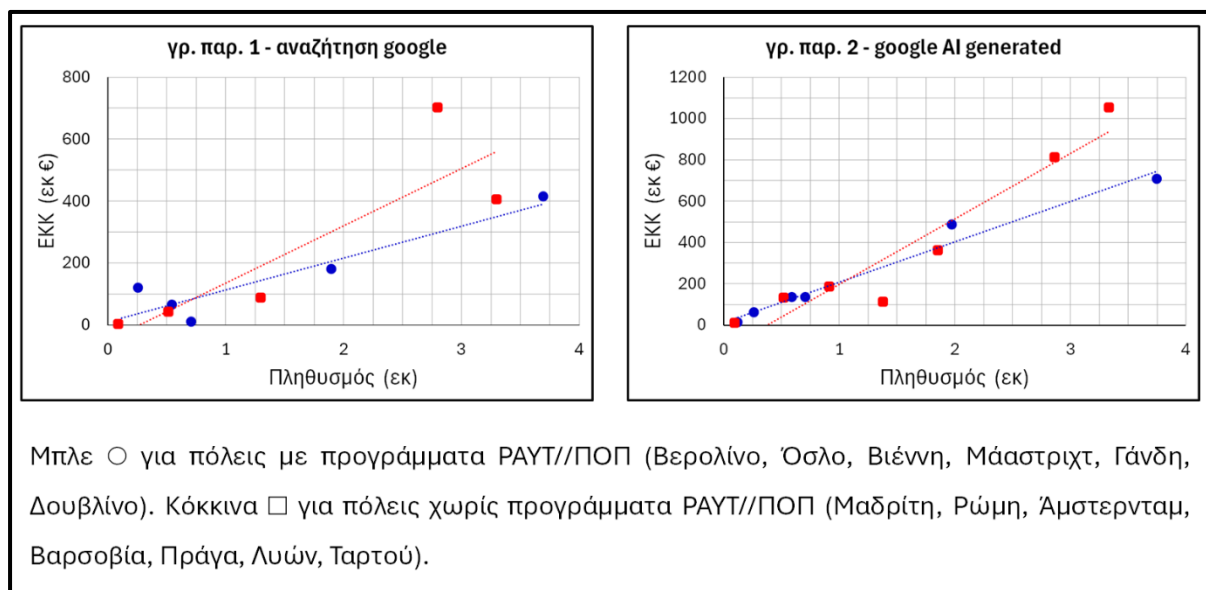 γρ. παρ. 1 - αναζήτηση google
800
600
400
200
0
0 1 2 3 4
ΕΚΚ (εκ €)
Πληθυσμός (εκ)
γρ. παρ. 2 - google AI generated
1200
1000
800
600
400
200
0
0 1 2 3 4
ΕΚΚ (εκ €)
Πληθυσμός (εκ)
Μπλε ○ για πόλεις με προγράμματα PAYT//ΠΟΠ (Βερολίνο, Όσλο, Βιέννη, Μάαστριχτ, Γάνδη,
Δουβλίνο). Κόκκινα □ για πόλεις χωρίς προγράμματα PAYT//ΠΟΠ (Μαδρίτη, Ρώμη, Άμστερνταμ,
Βαρσοβία, Πράγα, Λυών, Ταρτού).